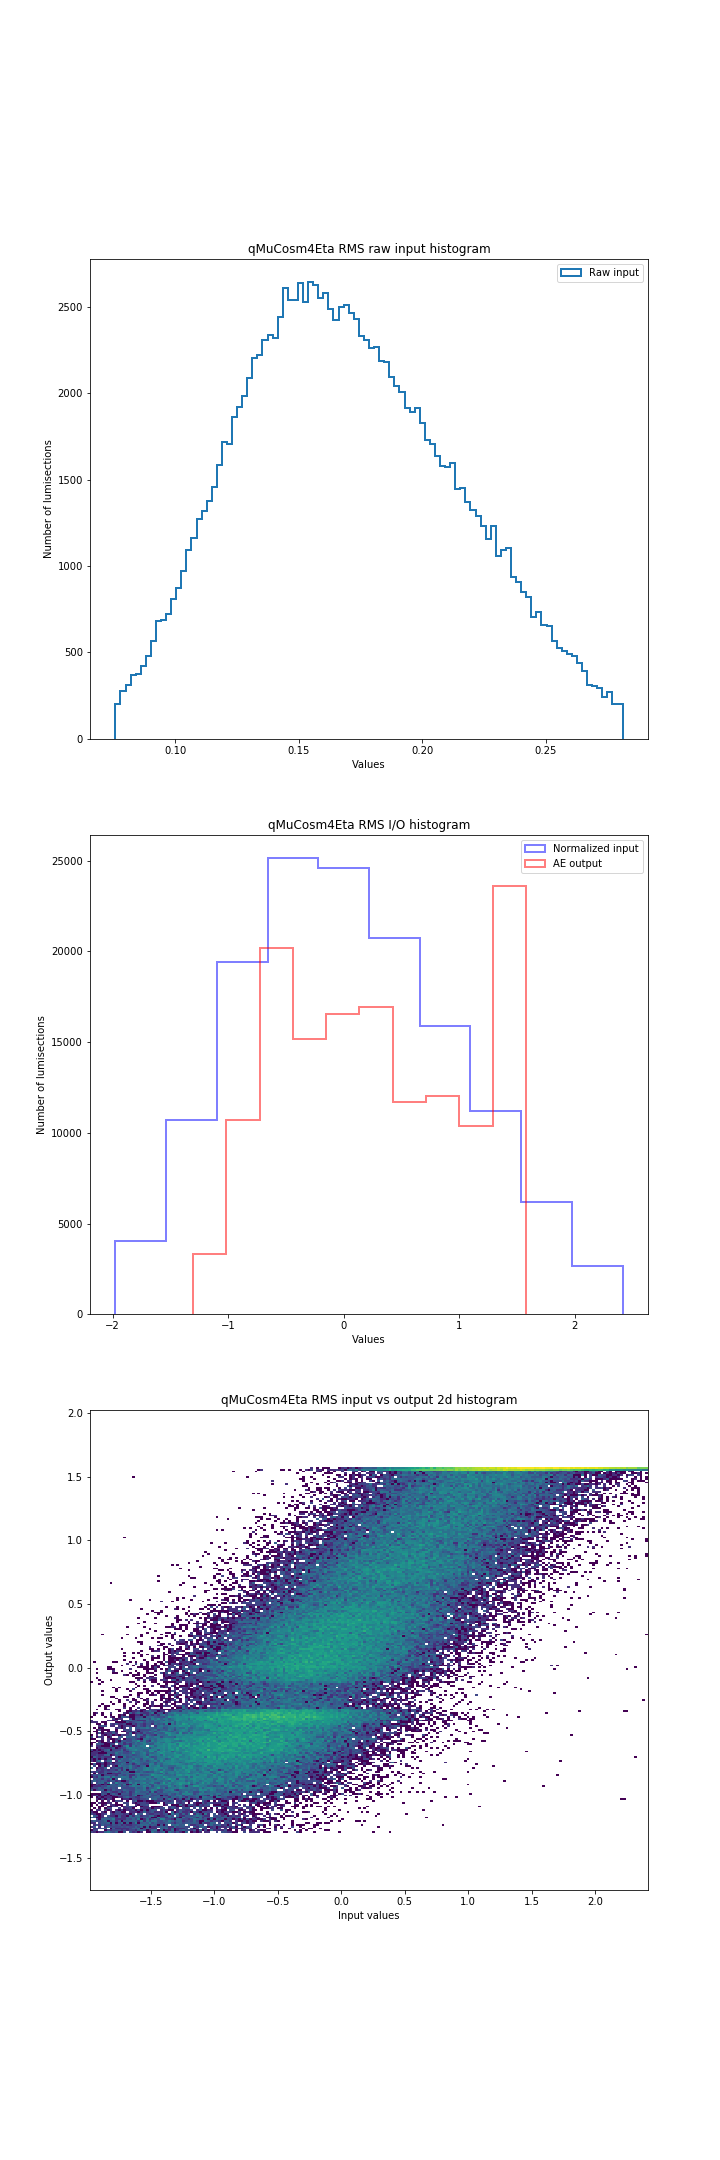 qMuCosm4Eta RMS raw input histogram
Raw input
2500
2000
1500
1000
500
0
Number of lumisections
0.10 0.15 0.20 0.25
Values
qMuCosm4Eta RMS I/O histogram
Normalized input
AE output
25000
20000
15000
10000
5000
0
Number of lumisections
−2 −1 0 1 2
Values
qMuCosm4Eta RMS input vs output 2d histogram
2.0
1.5
1.0
0.5
0.0
−0.5
−1.0
−1.5
Output values
−1.5 −1.0 −0.5 0.0 0.5 1.0 1.5 2.0
Input values